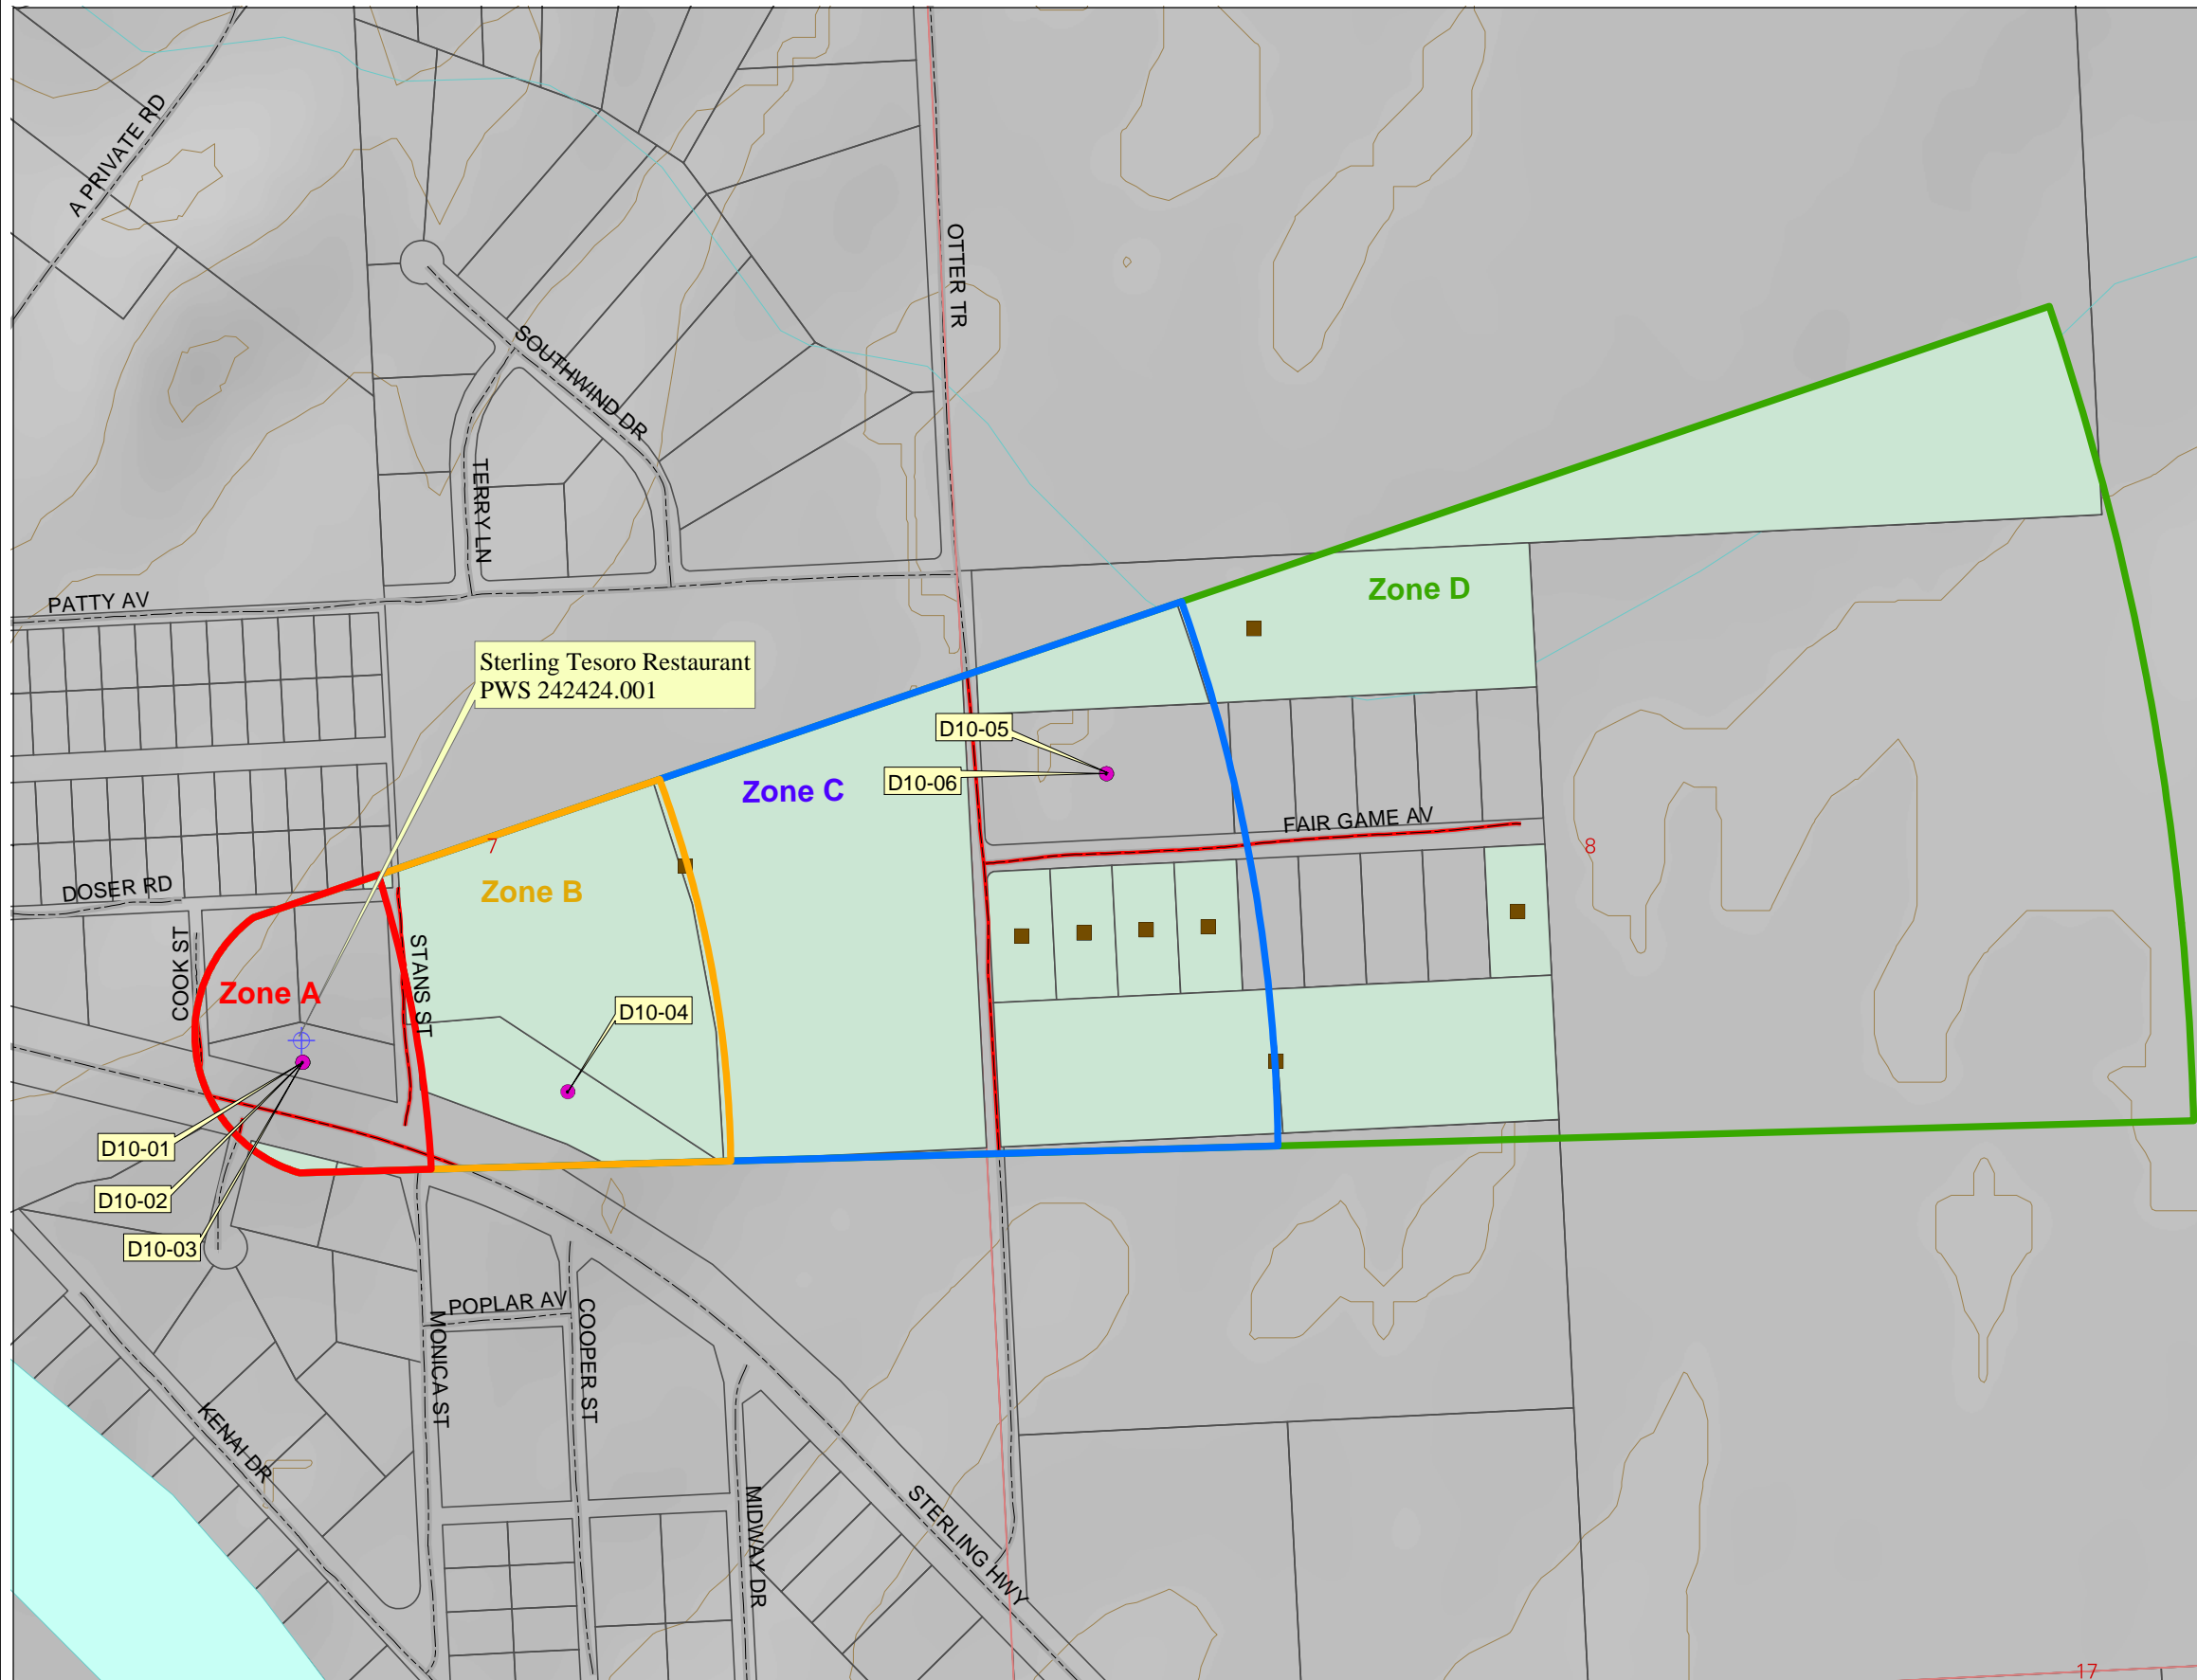 A PRIVATE RD
OTTER TR
SOUTHWIND DR
TERRY LN
PATTY AV
Zone D
Sterling Tesoro Restaurant
PWS 242424.001
D10-05
D10-06
Zone C
FAIR GAME AV
7
8
Zone B
DOSER RD
COOK ST
STANS ST
Zone A
D10-04
D10-01
D10-02
D10-03
POPLAR AV
MONICA ST
COOPER ST
KENAI DR
MIDWAY DR
STERLING HWY
17